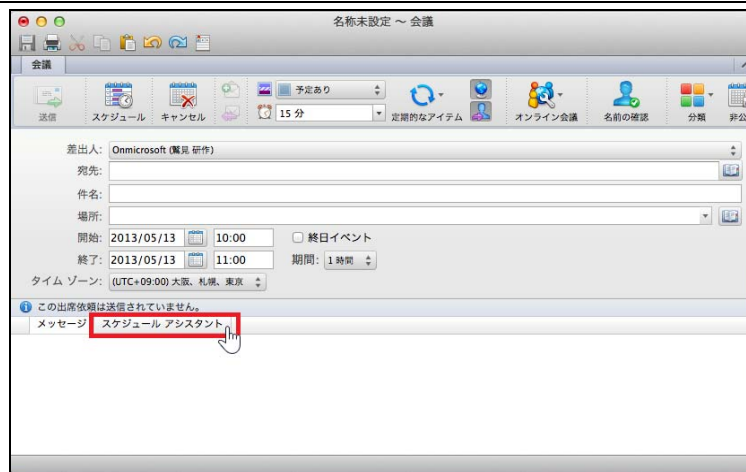 名称未設定 ～ 会議
会議
予定あり
15 分
送信 スケジュール キャンセル 定期的なアイテム オンライン会議 名前の確認 分類 非公
差出人: Onmicrosoft (鷲見 研作)
宛先:
件名:
場所:
開始: 2013/05/13 10:00 終日イベント
終了: 2013/05/13 11:00 期間: 1 時間
タイム ゾーン: (UTC+09:00) 大阪、札幌、東京
この出席依頼は送信されていません。
メッセージ スケジュール アシスタント